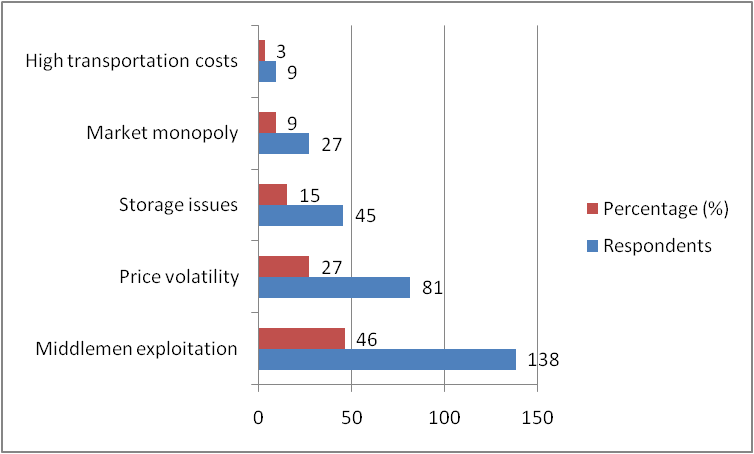 High transportation costs
3
9
Market monopoly
9
27
Storage issues
15
45
Price volatility
27
81
Middlemen exploitation
46
138
0 50 100 150
Percentage (%)
Respondents